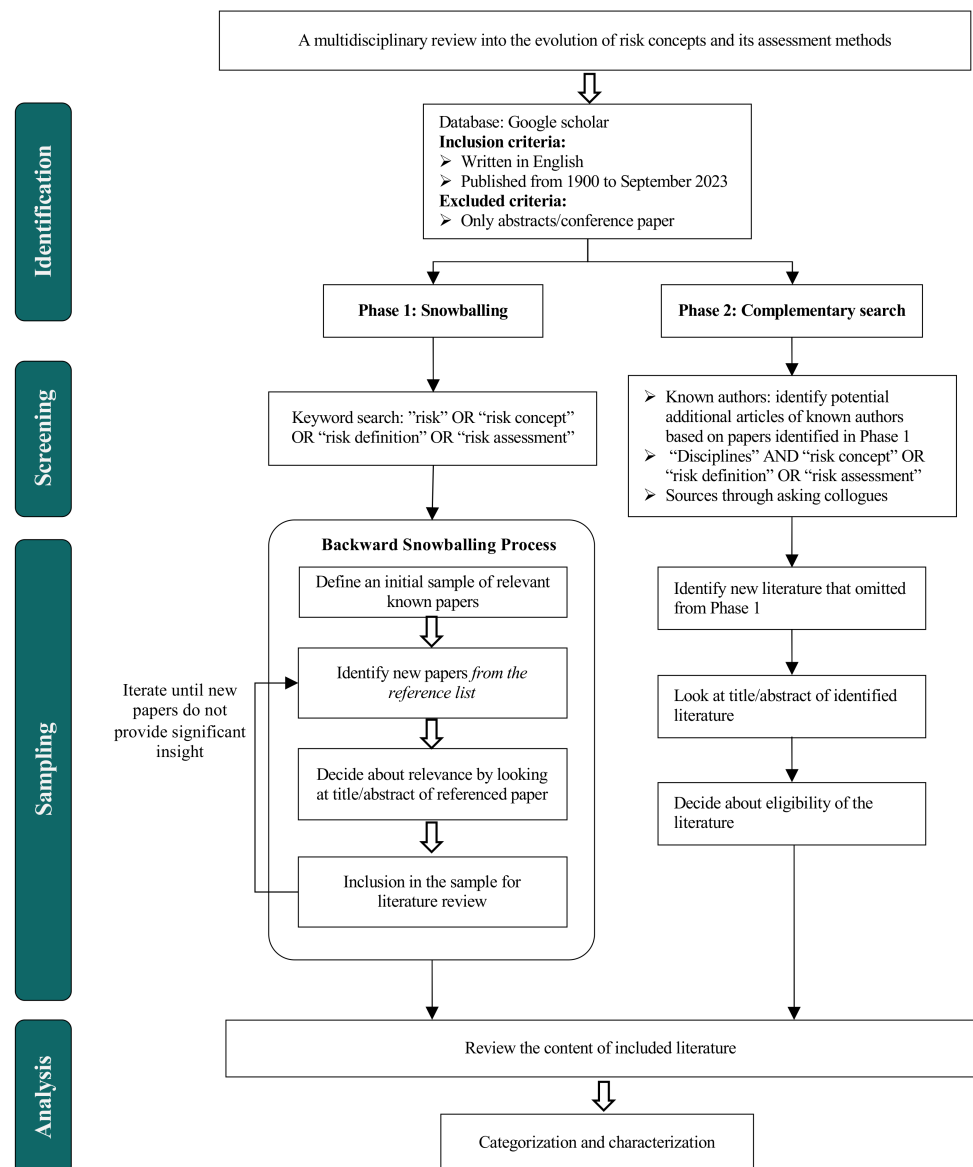 A multidisciplinary review into the evolution of risk concepts and its assessment methods
Identification
Database: Google scholar
Inclusion criteria:
➢ Written in English
➢ Published from 1900 to September 2023
Excluded criteria:
➢ Only abstracts/conference paper
Phase 1: Snowballing
Phase 2: Complementary search
Screening
Keyword search: ”risk” OR “risk concept”
OR “risk definition” OR “risk assessment”
➢ Known authors: identify potential
additional articles of known authors
based on papers identified in Phase 1
➢ “Disciplines” AND “risk concept” OR
“risk definition” OR “risk assessment”
➢ Sources through asking collogues
Sampling
Backward Snowballing Process
Define an initial sample of relevant
known papers
Identify new papers from the
reference list
Decide about relevance by looking
at title/abstract of referenced paper
Inclusion in the sample for
literature review
Iterate until new
papers do not
provide significant
insight
Identify new literature that omitted
from Phase 1
Look at title/abstract of identified
literature
Decide about eligibility of the
literature
Analysis
Review the content of included literature
Categorization and characterization